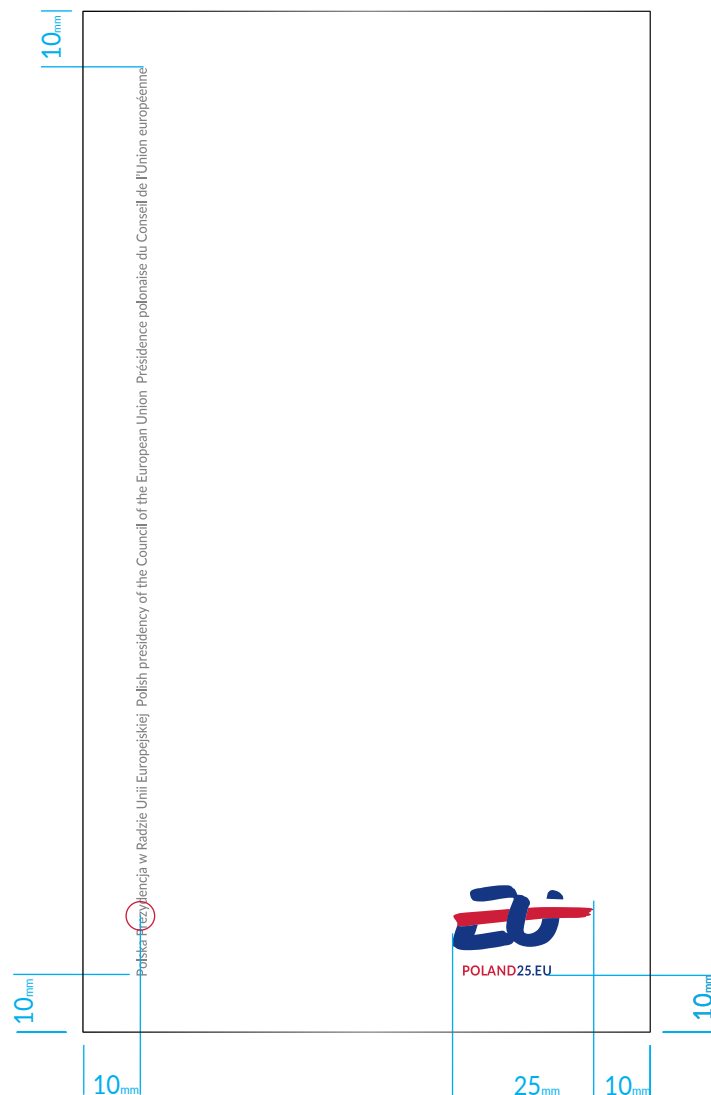 10mm
Polska Prezydencja w Radzie Unii Europejskiej Polish presidency of the Council of the European Union Présidence polonaise du Conseil de l'Union européenne
POLAND25.EU
10mm
10mm
10mm
25mm
10mm